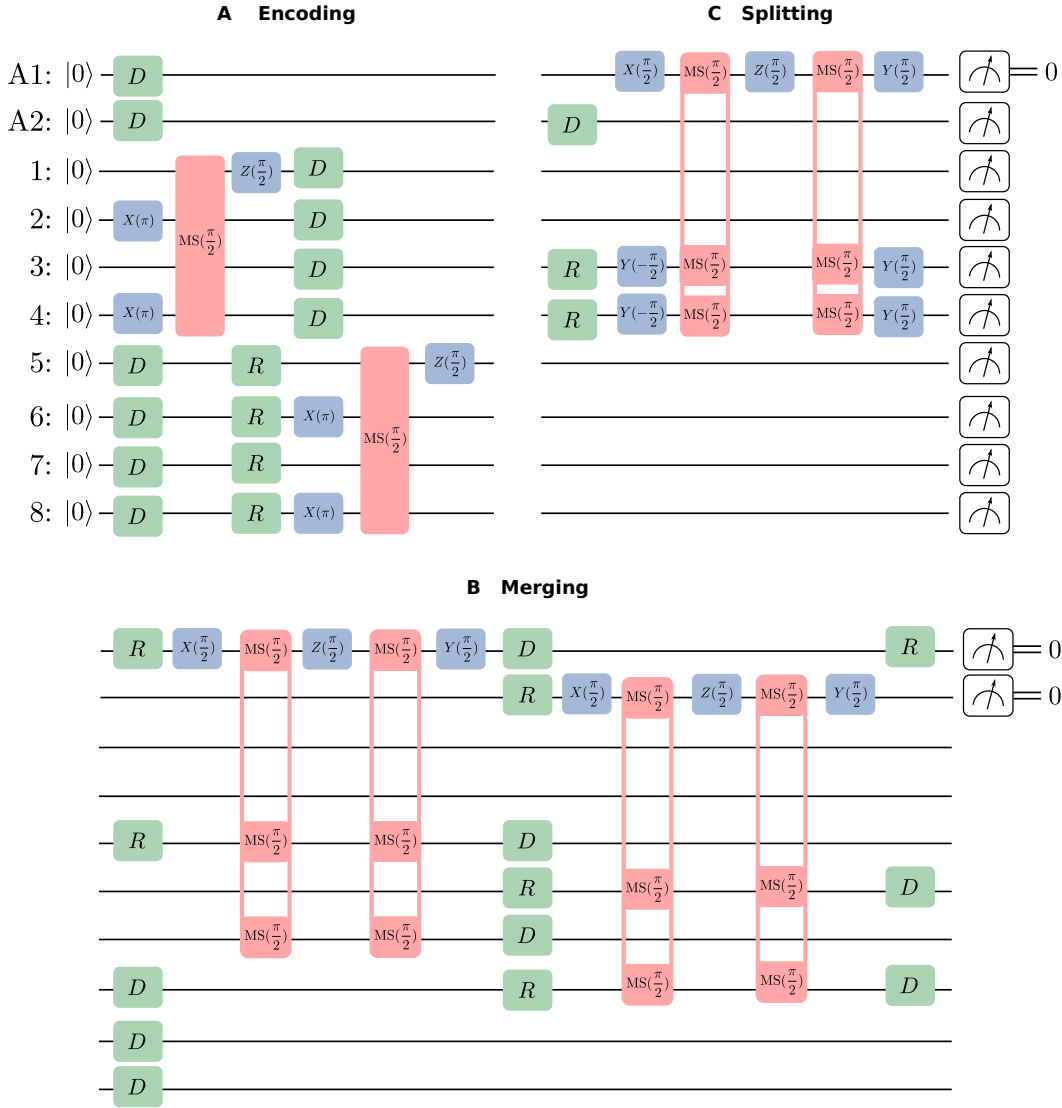 A Encoding
A1: |0⟩ D
A2: |0⟩ D
1: |0⟩ Z(π/2) D
2: |0⟩ X(π) MS(π/2) D
3: |0⟩ D
4: |0⟩ X(π) D
5: |0⟩ D R Z(π/2)
6: |0⟩ D R X(π) MS(π/2)
7: |0⟩ D R
8: |0⟩ D R X(π)
C Splitting
X(π/2) MS(π/2) Z(π/2) MS(π/2) Y(π/2) 0
D
R Y(−π/2) MS(π/2) MS(π/2) Y(π/2)
R Y(−π/2) MS(π/2) MS(π/2) Y(π/2)
B Merging
R X(π/2) MS(π/2) Z(π/2) MS(π/2) Y(π/2) D R 0
R X(π/2) MS(π/2) Z(π/2) MS(π/2) Y(π/2) 0
R MS(π/2) MS(π/2) D
R MS(π/2) MS(π/2) D
MS(π/2) MS(π/2) D
D R MS(π/2) MS(π/2) D
D
D